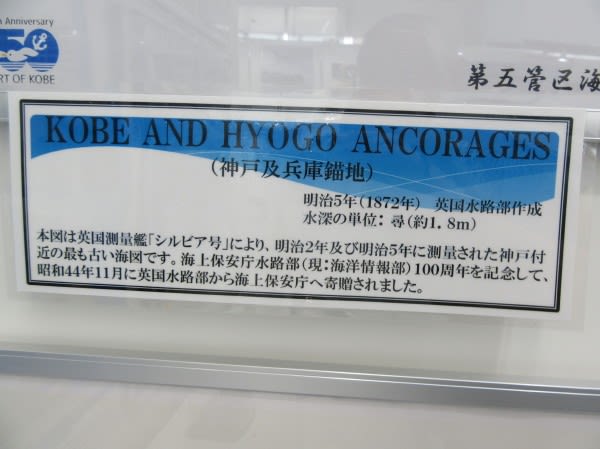 Anniversary
50
RT OF KOBE
第五管区海
KOBE AND HYOGO ANCORAGES
(神戸及兵庫錨地)
明治5年(1872年) 英国水路部作成
水深の単位:尋(約1.8m)
本図は英国測量艦「シルビア号」により、明治2年及び明治5年に測量された神戸付
近の最も古い海図です。海上保安庁水路部(現:海洋情報部)100周年を記念して、
昭和44年11月に英国水路部から海上保安庁へ寄贈されました。